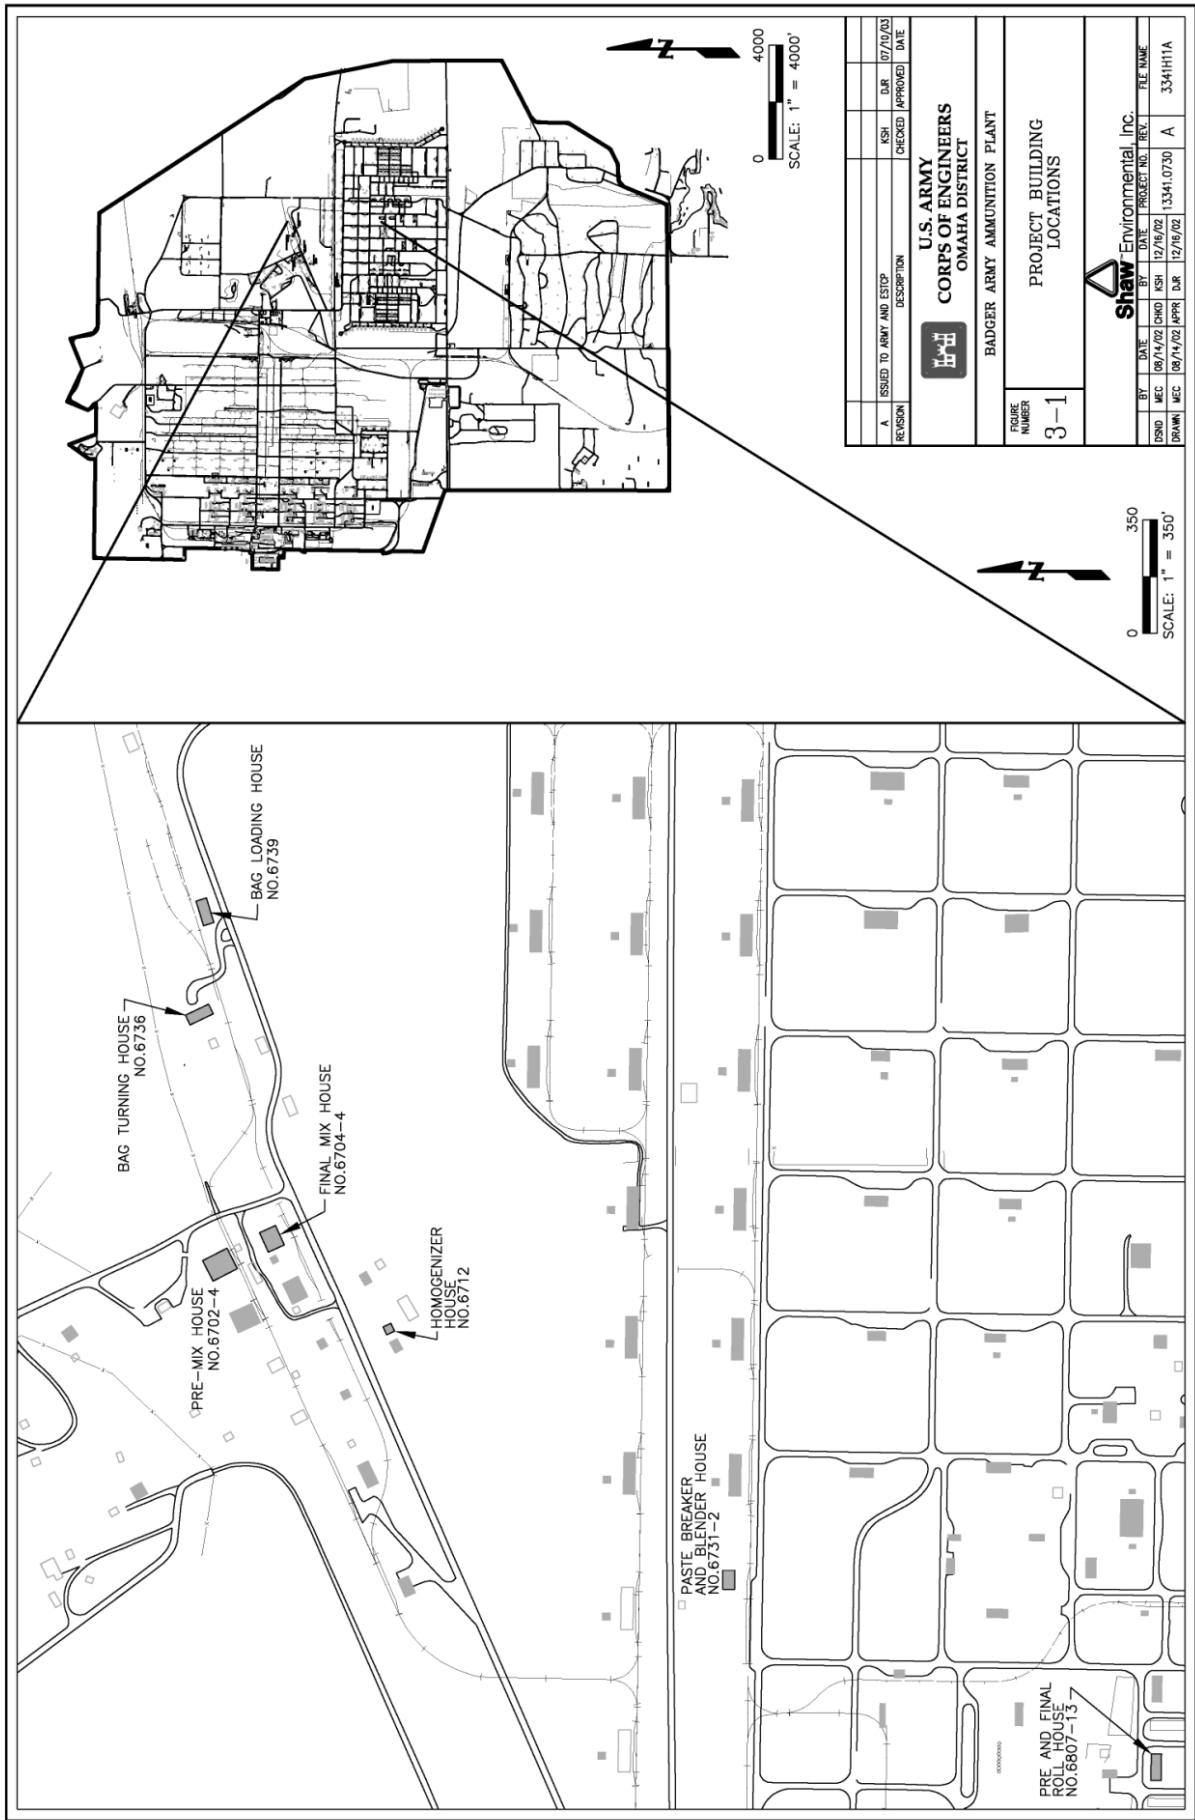 BAG TURNING HOUSE
NO.6736
BAG LOADING HOUSE
NO.6739
PRE-MIX HOUSE
NO.6702-4
FINAL MIX HOUSE
NO.6704-4
HOMOGENIZER
HOUSE
NO.6712
PASTE BREAKER
AND BLENDER HOUSE
NO.6731-2
PRE AND FINAL
ROLL HOUSE
NO.6807-13
N
0 4000
SCALE: 1" = 4000'
N
0 350
SCALE: 1" = 350'
A ISSUED TO ARMY AND ESTCP KSH DJR 07/10/03
REVISION DESCRIPTION CHECKED APPROVED DATE
U.S. ARMY
CORPS OF ENGINEERS
OMAHA DISTRICT
BADGER ARMY AMMUNITION PLANT
FIGURE
NUMBER
3-1
PROJECT BUILDING
LOCATIONS
Shaw™ Environmental, Inc.
BY DATE BY DATE PROJECT NO. REV. FILE NAME
DSND MEC 08/14/02 CHKD KSH 12/16/02 13341.0730 A 3341H11A
DRAWN MEC 08/14/02 APPR DJR 12/16/02